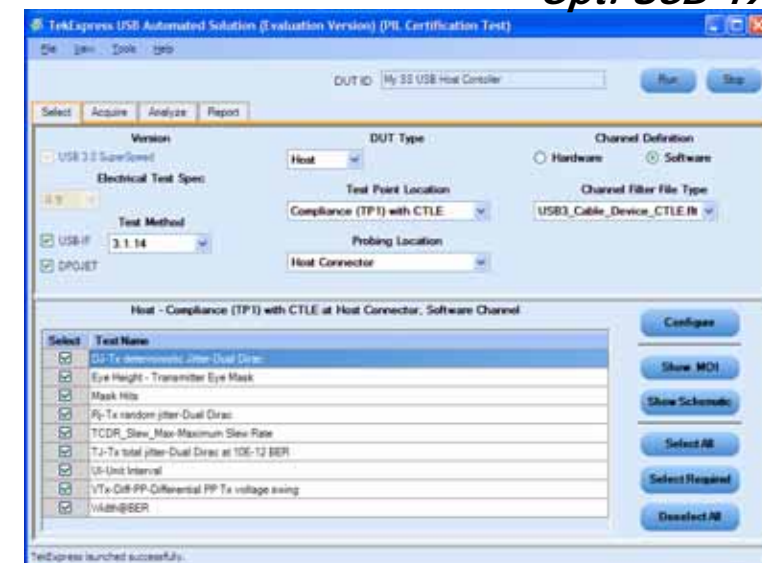 Opt. USB-TX
TekExpress USB Automated Solution (Evaluation Version) (PIL Certification Test)
File View Tools Help
DUT ID My SS USB Host Contoller Run Stop
Select Acquire Analyze Report
Version
USB 3.0 SuperSpeed
Electrical Test Spec
0.9
Test Method
USB-IF 3.1.14
DPOJET
DUT Type
Host
Test Point Location
Compliance (TP1) with CTLE
Probing Location
Host Connector
Channel Definition
Hardware Software
Channel Filter File Type
USB3_Cable_Device_CTLE.flt
Host - Compliance (TP1) with CTLE at Host Connector, Software Channel
Select Test Name
DJ-Tx deterministic Jitter-Dual Dirac
Eye Height - Transmitter Eye Mask
Mask Hits
Rj-Tx random jitter-Dual Dirac
TCDR_Slew_Max-Maximum Slew Rate
TJ-Tx total jitter-Dual Dirac at 10E-12 BER
UI-Unit Interval
VTx-Diff-PP-Differential PP Tx voltage swing
Width@BER
Configure
Show MOI
Show Schematic
Select All
Select Required
Deselect All
TekExpress launched successfully.